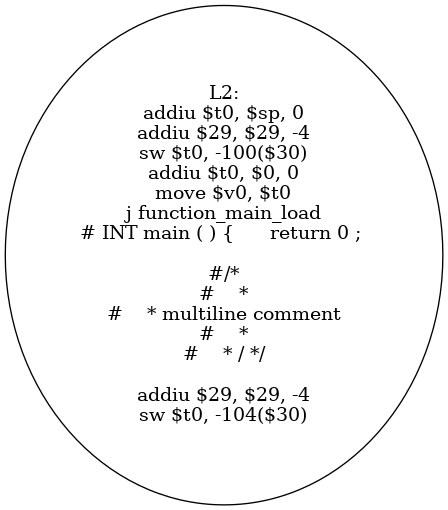 L2:
addiu $t0, $sp, 0
addiu $29, $29, -4
sw $t0, -100($30)
addiu $t0, $0, 0
move $v0, $t0
j function_main_load
# INT main ( ) {      return 0 ;
#/*
#    *
#    * multiline comment
#    *
#    * / */
addiu $29, $29, -4
sw $t0, -104($30)